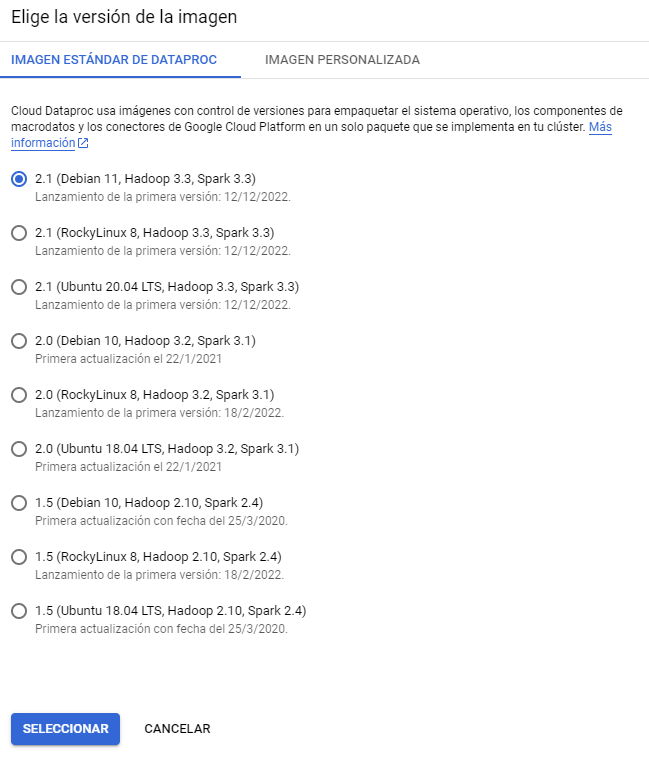 Elige la versión de la imagen
IMAGEN ESTÁNDAR DE DATAPROC
IMAGEN PERSONALIZADA
Cloud Dataproc usa imágenes con control de versiones para empaquetar el sistema operativo, los componentes de
macrodatos y los conectores de Google Cloud Platform en un solo paquete que se implementa en tu clúster. Más
información
2.1 (Debian 11, Hadoop 3.3, Spark 3.3)
Lanzamiento de la primera versión: 12/12/2022.
2.1 (RockyLinux 8, Hadoop 3.3, Spark 3.3)
Lanzamiento de la primera versión: 12/12/2022.
2.1 (Ubuntu 20.04 LTS, Hadoop 3.3, Spark 3.3)
Lanzamiento de la primera versión: 12/12/2022.
2.0 (Debian 10, Hadoop 3.2, Spark 3.1)
Primera actualización el 22/1/2021
2.0 (RockyLinux 8, Hadoop 3.2, Spark 3.1)
Lanzamiento de la primera versión: 18/2/2022.
2.0 (Ubuntu 18.04 LTS, Hadoop 3.2, Spark 3.1)
Primera actualización el 22/1/2021
1.5 (Debian 10, Hadoop 2.10, Spark 2.4)
Primera actualización con fecha del 25/3/2020.
1.5 (RockyLinux 8, Hadoop 2.10, Spark 2.4)
Lanzamiento de la primera versión: 18/2/2022.
1.5 (Ubuntu 18.04 LTS, Hadoop 2.10, Spark 2.4)
Primera actualización con fecha del 25/3/2020.
SELECCIONAR
CANCELAR